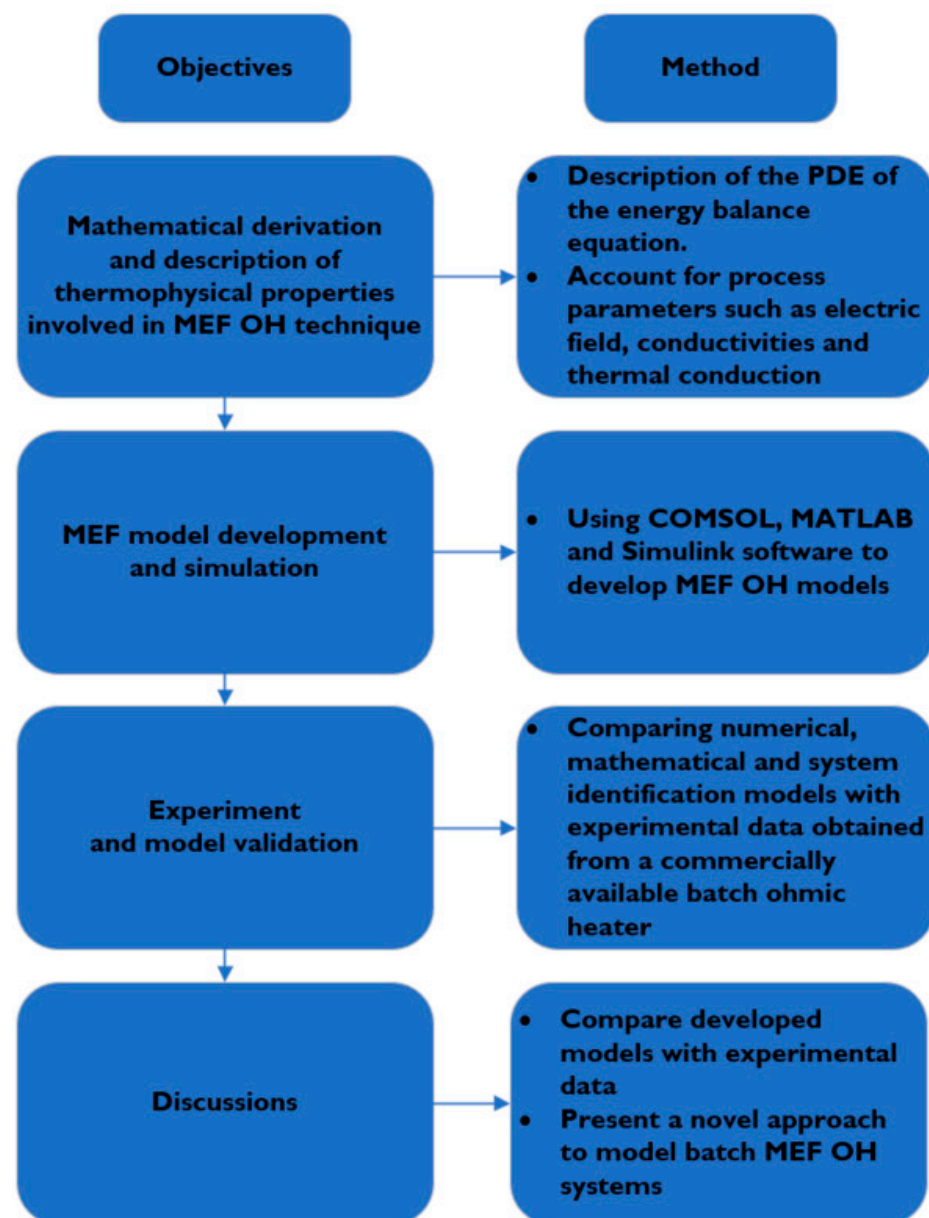 Objectives
Method
Mathematical derivation
and description of
thermophysical properties
involved in MEF OH technique
• Description of the PDE of
the energy balance
equation.
• Account for process
parameters such as electric
field, conductivities and
thermal conduction
MEF model development
and simulation
• Using COMSOL, MATLAB
and Simulink software to
develop MEF OH models
Experiment
and model validation
• Comparing numerical,
mathematical and system
identification models with
experimental data obtained
from a commercially
available batch ohmic
heater
Discussions
• Compare developed
models with experimental
data
• Present a novel approach
to model batch MEF OH
systems